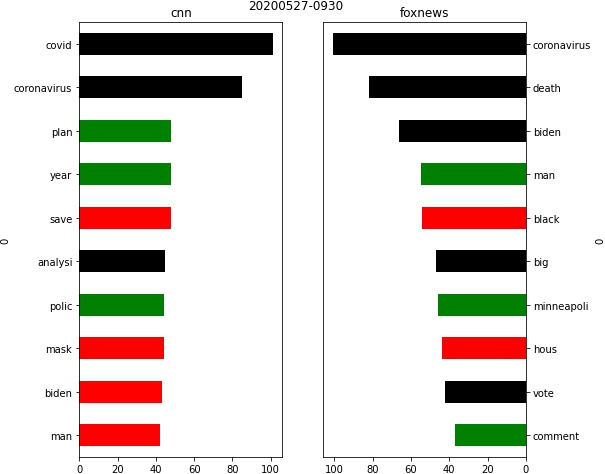 20200527-0930
cnn
foxnews
covid
coronavirus
plan
year
save
analysi
polic
mask
biden
man
0
0 20 40 60 80 100
coronavirus
death
biden
man
black
big
minneapoli
hous
vote
comment
0
100 80 60 40 20 0